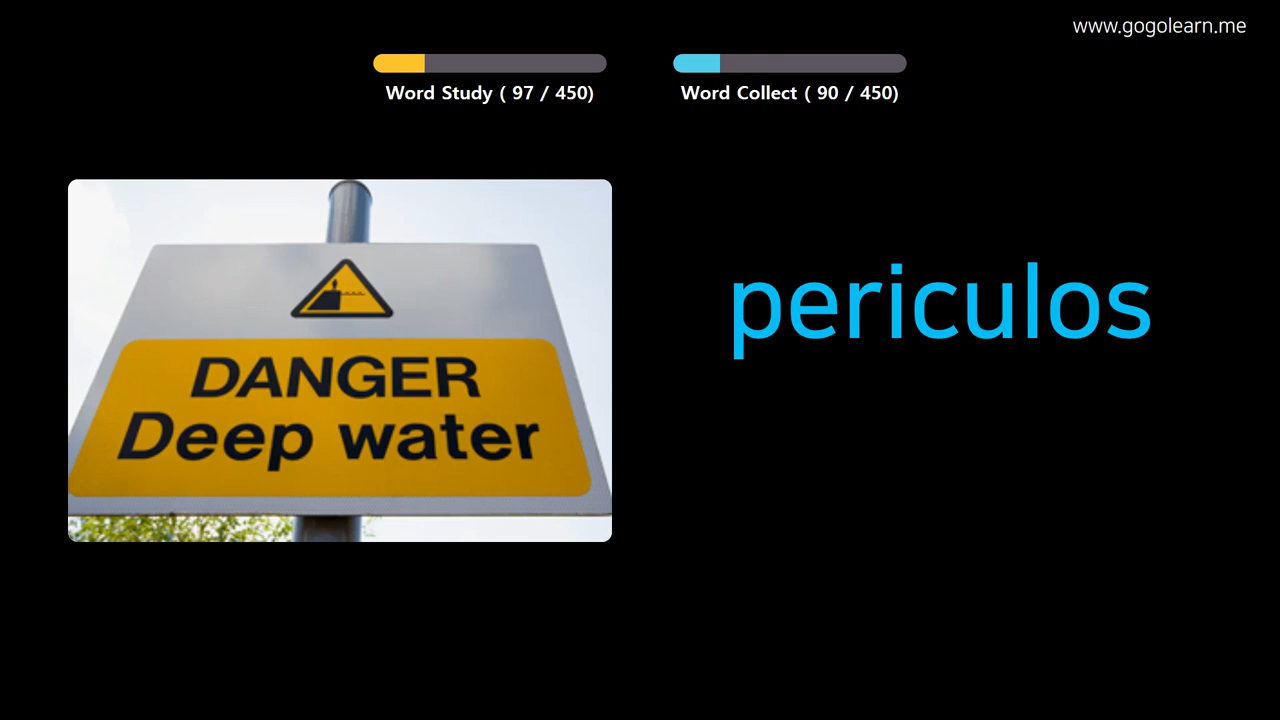 www.gogolearn.me
Word Study ( 97 / 450)
Word Collect ( 90 / 450)
DANGER
Deep water
periculos